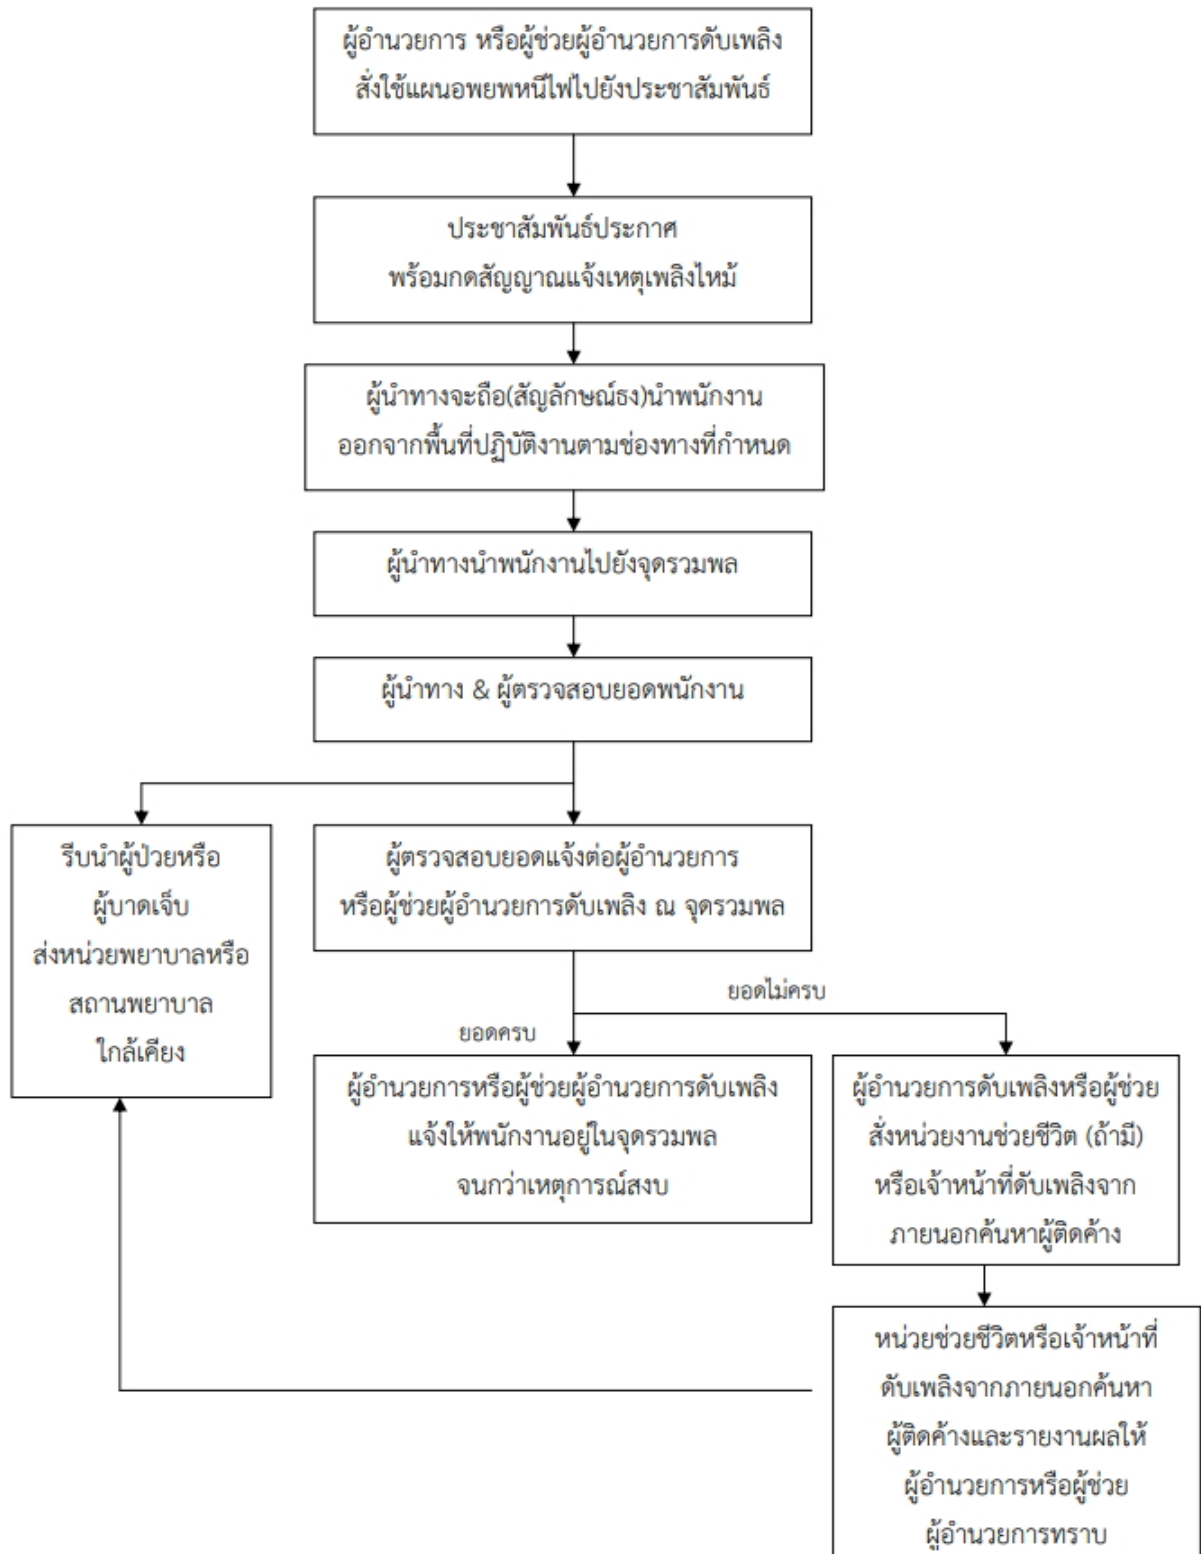 ผู้อำนวยการ หรือผู้ช่วยผู้อำนวยการดับเพลิง
สั่งใช้แผนอพยพหนีไฟไปยังประชาสัมพันธ์
ประชาสัมพันธ์ประกาศ
พร้อมกดสัญญาณแจ้งเหตุเพลิงไหม้
ผู้นำทางจะถือ(สัญลักษณ์ธง)นำพนักงาน
ออกจากพื้นที่ปฏิบัติงานตามช่องทางที่กำหนด
ผู้นำทางนำพนักงานไปยังจุดรวมพล
ผู้นำทาง & ผู้ตรวจสอบยอดพนักงาน
รีบนำผู้ป่วยหรือ
ผู้บาดเจ็บ
ส่งหน่วยพยาบาลหรือ
สถานพยาบาล
ใกล้เคียง
ผู้ตรวจสอบยอดแจ้งต่อผู้อำนวยการ
หรือผู้ช่วยผู้อำนวยการดับเพลิง ณ จุดรวมพล
ยอดไม่ครบ
ยอดครบ
ผู้อำนวยการหรือผู้ช่วยผู้อำนวยการดับเพลิง
แจ้งให้พนักงานอยู่ในจุดรวมพล
จนกว่าเหตุการณ์สงบ
ผู้อำนวยการดับเพลิงหรือผู้ช่วย
สั่งหน่วยงานช่วยชีวิต (ถ้ามี)
หรือเจ้าหน้าที่ดับเพลิงจาก
ภายนอกค้นหาผู้ติดค้าง
หน่วยช่วยชีวิตหรือเจ้าหน้าที่
ดับเพลิงจากภายนอกค้นหา
ผู้ติดค้างและรายงานผลให้
ผู้อำนวยการหรือผู้ช่วย
ผู้อำนวยการทราบ